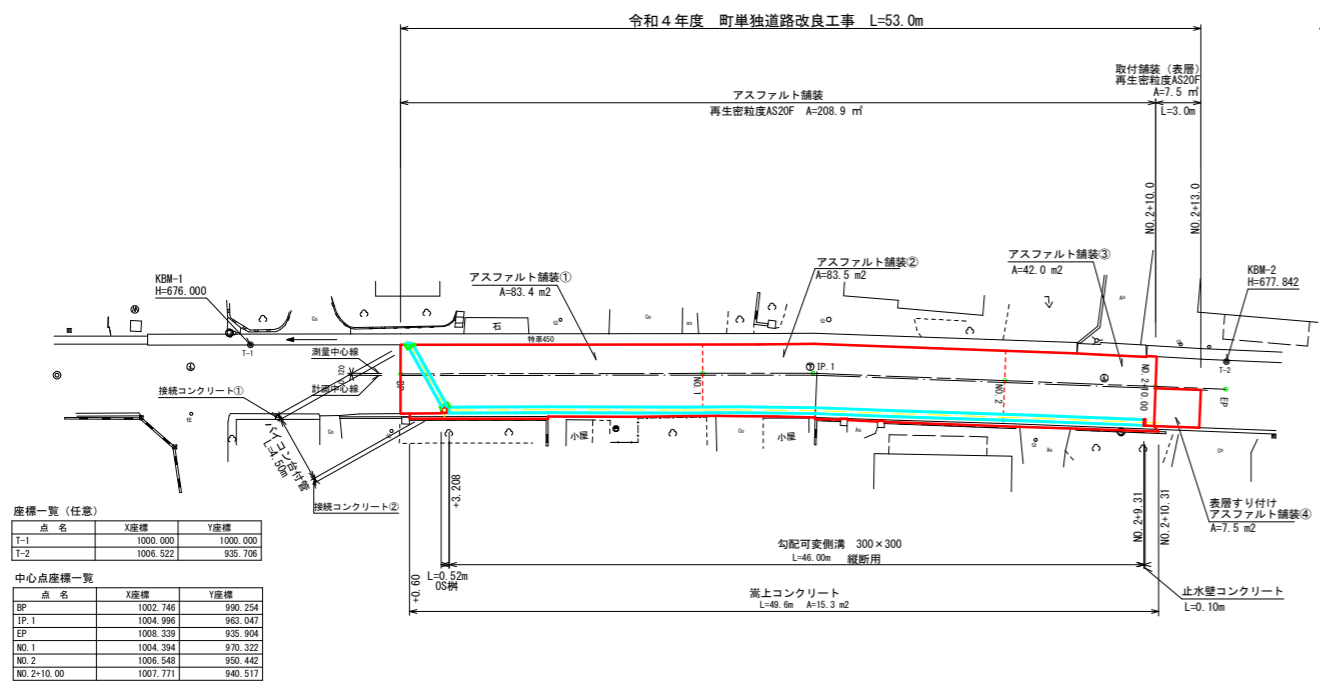 令和４年度　町単独道路改良工事　L=53.0m
取付舗装（表層）
再生密粒度AS20F
A=7.5 ㎡
L=3.0m
アスファルト舗装
再生密粒度AS20F　A=208.9 ㎡
NO.2+10.0
NO.2+13.0
アスファルト舗装①
A=83.4 m2
アスファルト舗装②
A=83.5 m2
アスファルト舗装③
A=42.0 m2
KBM-1
H=676.000
KBM-2
H=677.842
石
特車450
T-1
T-2
測量中心線
計画中心線
接続コンクリート①
バイコン台付管
L=4.50m
接続コンクリート②
BP
NO.1
IP.1
NO.2
NO.2+10.00
EP
小屋
小屋
+3.208
+0.60
L=0.52m
OS桝
勾配可変側溝　300×300
L=46.00m　縦断用
嵩上コンクリート
L=49.6m　A=15.3 m2
NO.2+9.31
NO.2+10.31
表層すり付け
アスファルト舗装④
A=7.5 m2
止水壁コンクリート
L=0.10m
座標一覧（任意）
点　名　X座標　Y座標
T-1　1000.000　1000.000
T-2　1006.522　935.706
中心点座標一覧
点　名　X座標　Y座標
BP　1002.746　990.254
IP.1　1004.996　963.047
EP　1008.339　935.904
NO.1　1004.394　970.322
NO.2　1006.548　950.442
NO.2+10.00　1007.771　940.517